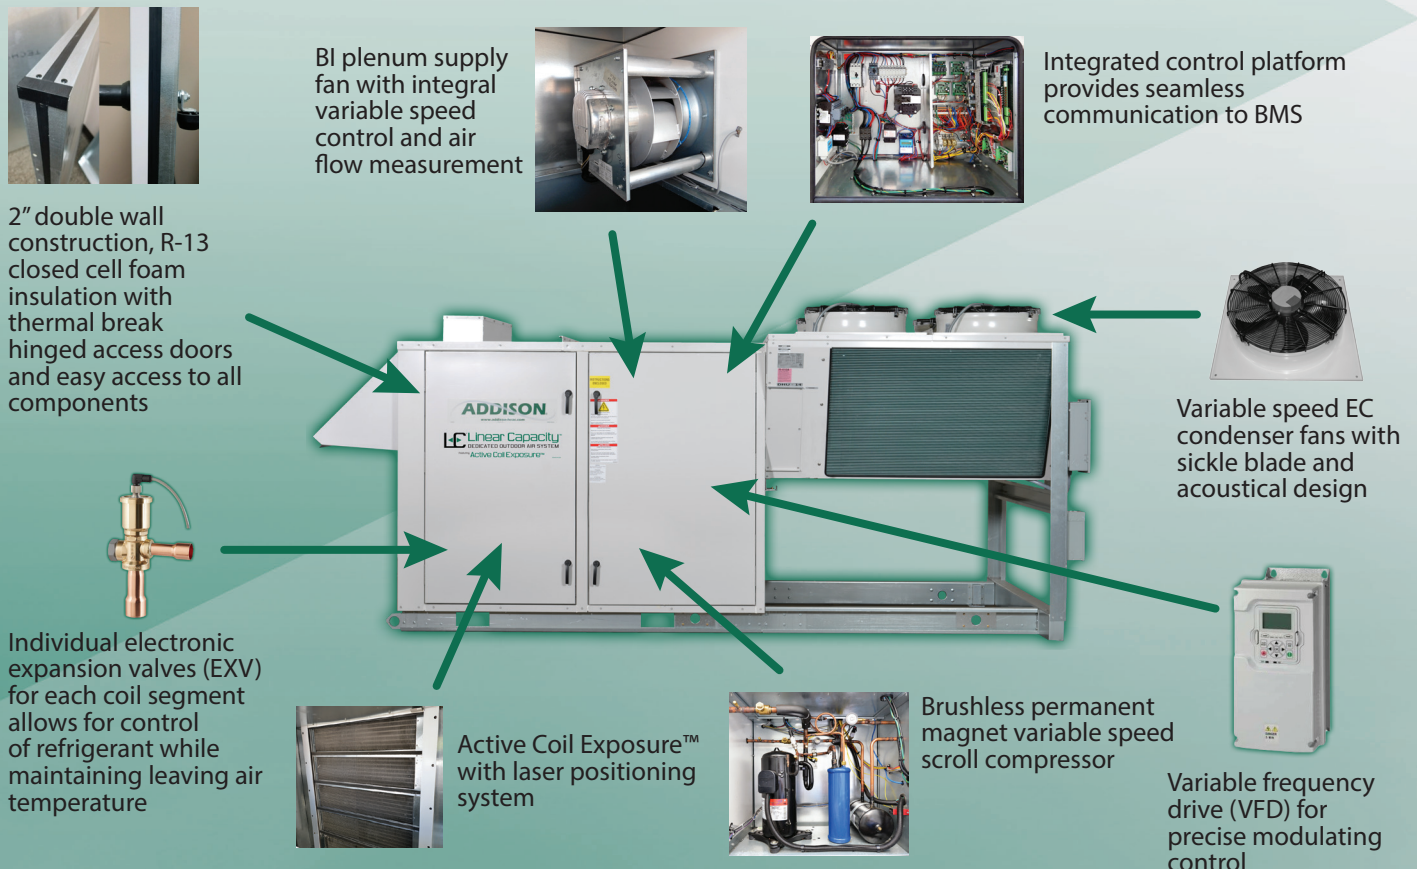 BI plenum supply
fan with integral
variable speed
control and air
flow measurement
Integrated control platform
provides seamless
communication to BMS
2” double wall
construction, R-13
closed cell foam
insulation with
thermal break
hinged access doors
and easy access to all
components
ADDISON
LC Linear Capacity
DEDICATED OUTDOOR AIR SYSTEM
Active Coil Exposure™
Variable speed EC
condenser fans with
sickle blade and
acoustical design
Individual electronic
expansion valves (EXV)
for each coil segment
allows for control
of refrigerant while
maintaining leaving air
temperature
Active Coil Exposure™
with laser positioning
system
Brushless permanent
magnet variable speed
scroll compressor
Variable frequency
drive (VFD) for
precise modulating
control